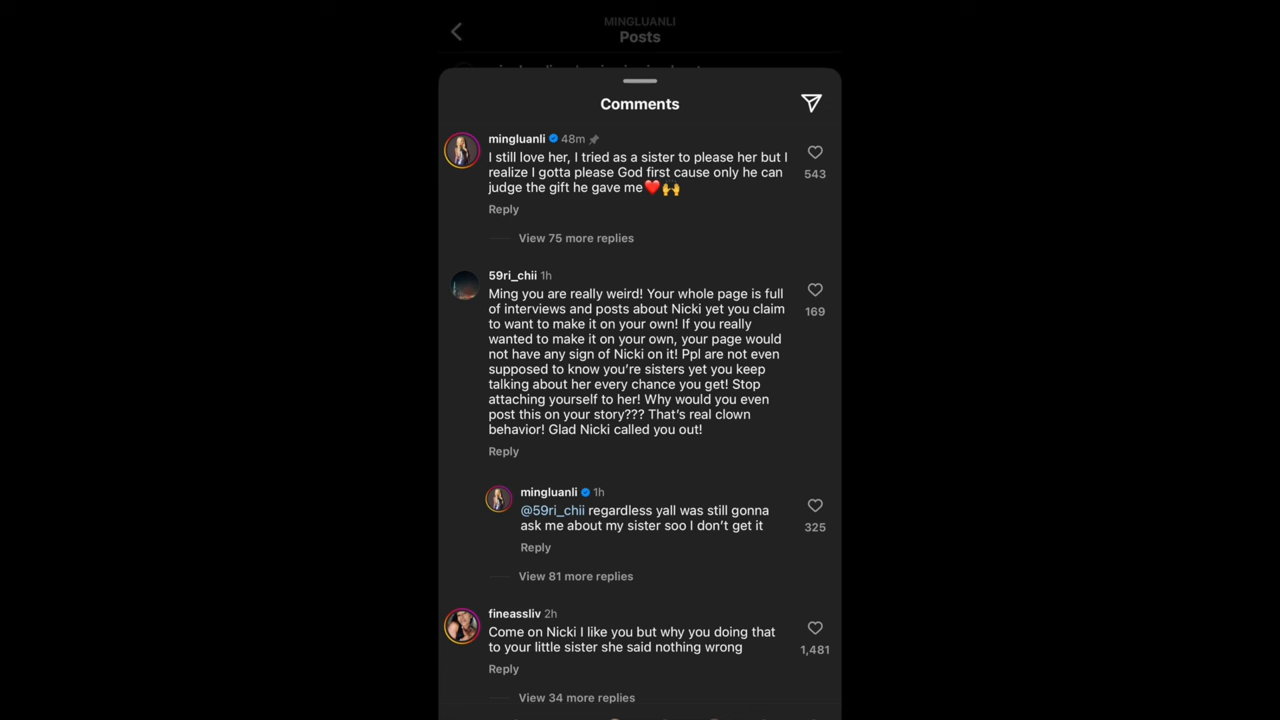 MINGLUANLI
Posts
Comments
mingluanli 48m
I still love her, I tried as a sister to please her but I
realize I gotta please God first cause only he can
judge the gift he gave me❤️🙌
543
Reply
View 75 more replies
59ri_chii 1h
Ming you are really weird! Your whole page is full
of interviews and posts about Nicki yet you claim
to want to make it on your own! If you really
wanted to make it on your own, your page would
not have any sign of Nicki on it! Ppl are not even
supposed to know you’re sisters yet you keep
talking about her every chance you get! Stop
attaching yourself to her! Why would you even
post this on your story??? That’s real clown
behavior! Glad Nicki called you out!
169
Reply
mingluanli 1h
@59ri_chii regardless yall was still gonna
ask me about my sister soo I don’t get it
325
Reply
View 81 more replies
fineassliv 2h
Come on Nicki I like you but why you doing that
to your little sister she said nothing wrong
1,481
Reply
View 34 more replies